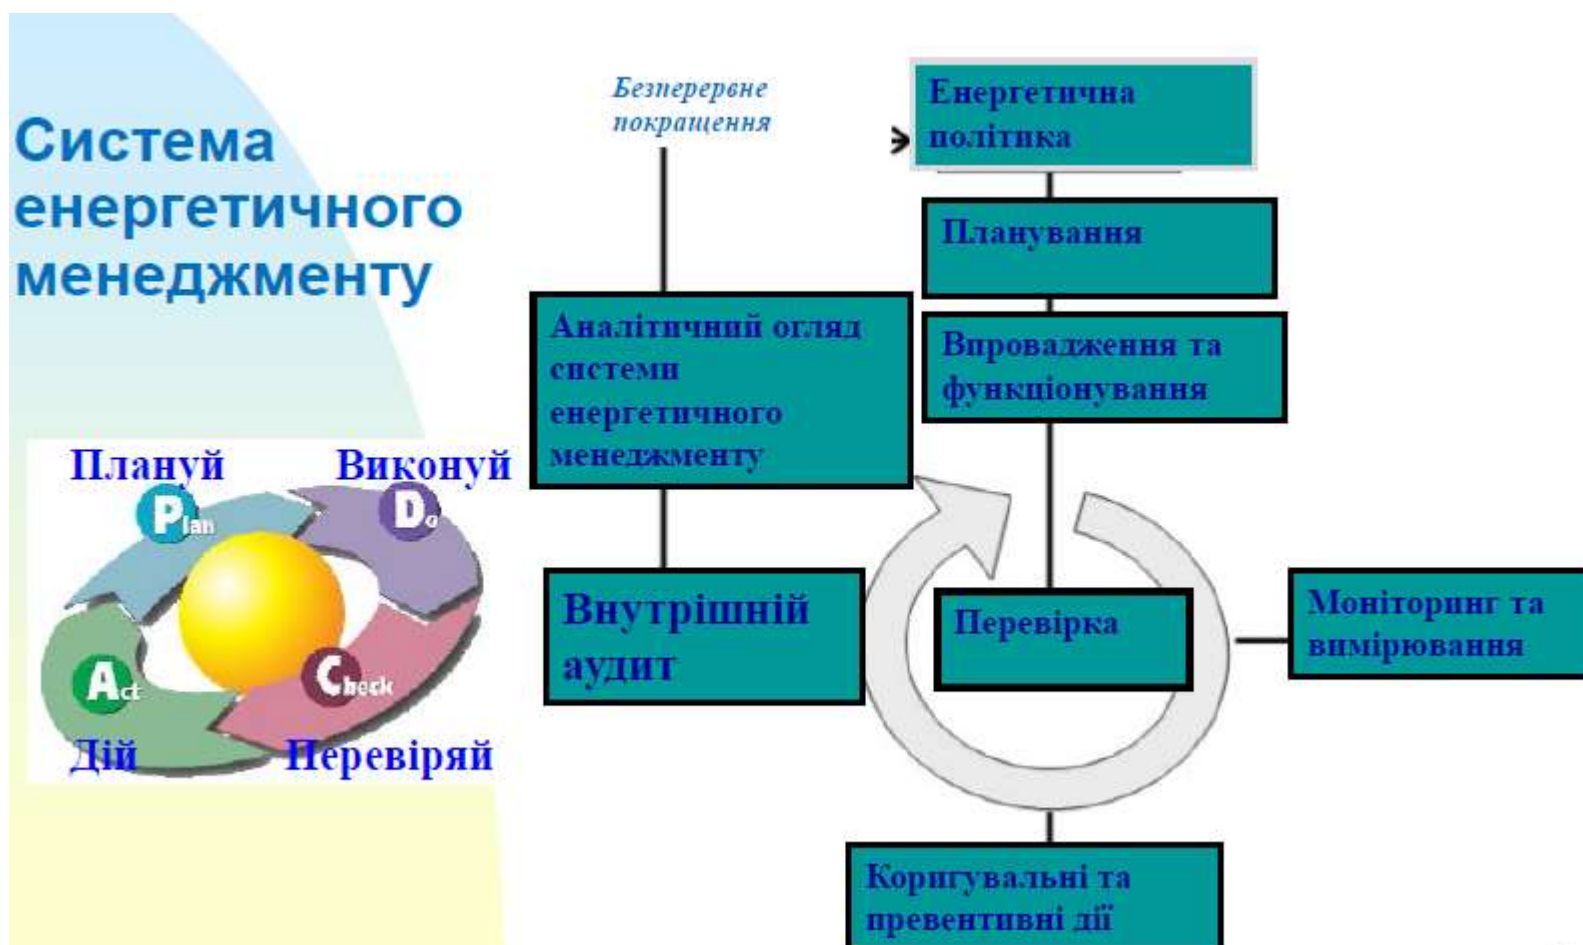 Система
енергетичного
менеджменту
Плануй
Виконуй
Plan
Do
Act
Check
Дій
Перевіряй
Безперервне
покращення
Енергетична
політика
Планування
Впровадження та
функціонування
Аналітичний огляд
системи
енергетичного
менеджменту
Внутрішній
аудит
Перевірка
Моніторинг та
вимірювання
Коригувальні та
превентивні дії